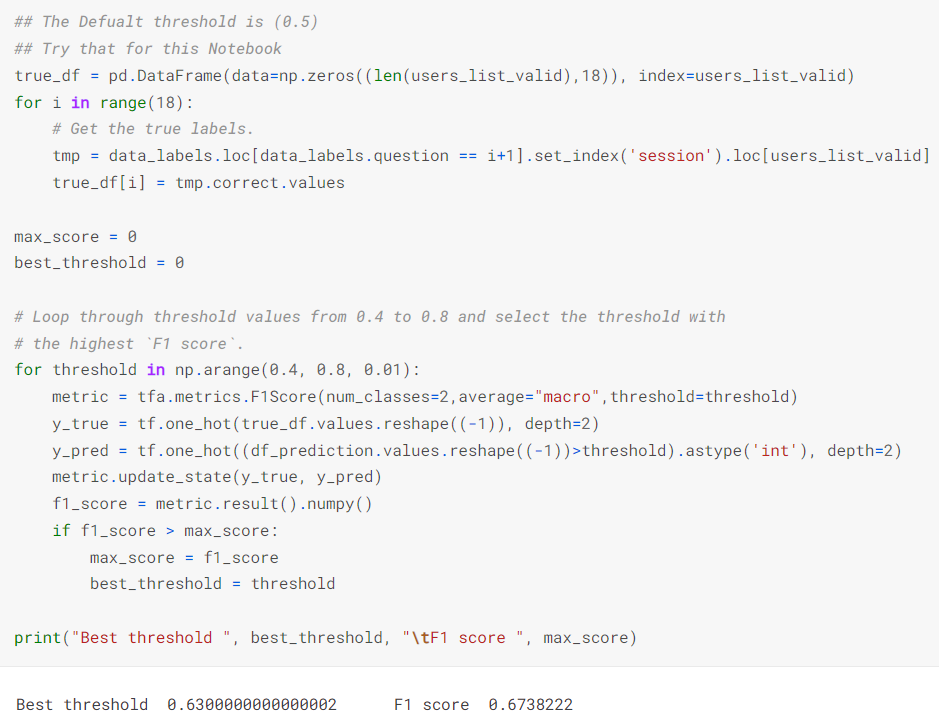 ## The Defualt threshold is (0.5)
## Try that for this Notebook
true_df = pd.DataFrame(data=np.zeros((len(users_list_valid),18)), index=users_list_valid)
for i in range(18):
    # Get the true labels.
    tmp = data_labels.loc[data_labels.question == i+1].set_index('session').loc[users_list_valid]
    true_df[i] = tmp.correct.values

max_score = 0
best_threshold = 0

# Loop through threshold values from 0.4 to 0.8 and select the threshold with
# the highest `F1 score`.
for threshold in np.arange(0.4, 0.8, 0.01):
    metric = tfa.metrics.F1Score(num_classes=2,average="macro",threshold=threshold)
    y_true = tf.one_hot(true_df.values.reshape((-1)), depth=2)
    y_pred = tf.one_hot((df_prediction.values.reshape((-1))>threshold).astype('int'), depth=2)
    metric.update_state(y_true, y_pred)
    f1_score = metric.result().numpy()
    if f1_score > max_score:
        max_score = f1_score
        best_threshold = threshold

print("Best threshold ", best_threshold, "\tF1 score ", max_score)

Best threshold  0.6300000000000002	F1 score  0.6738222